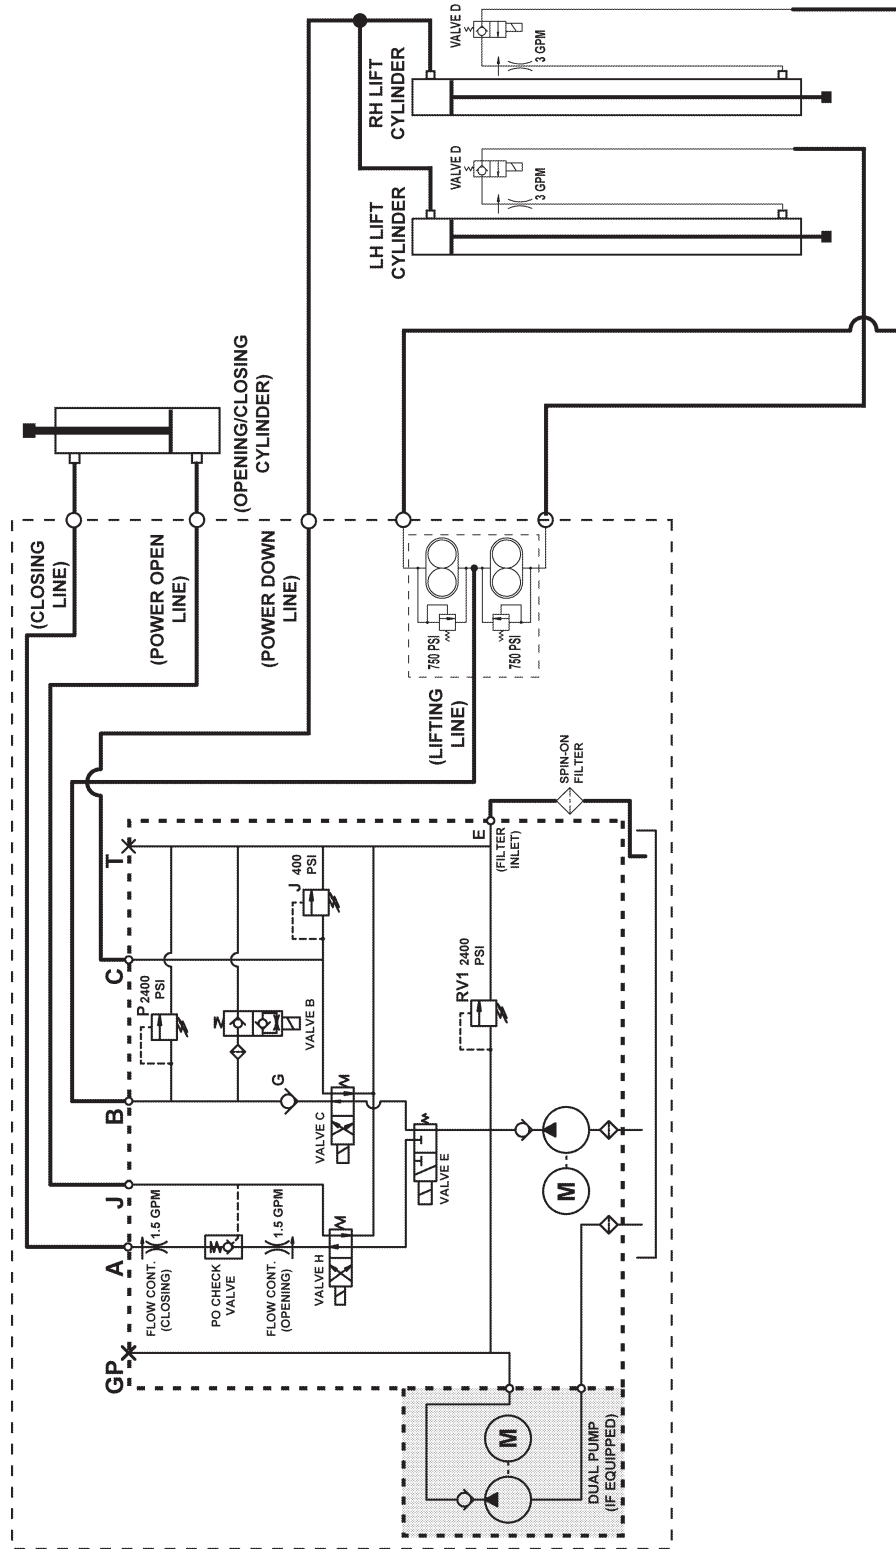 VALVE D
3 GPM
RH LIFT
CYLINDER
VALVE D
3 GPM
LH LIFT
CYLINDER
(OPENING/CLOSING
CYLINDER)
(CLOSING
LINE)
(POWER OPEN
LINE)
(POWER DOWN
LINE)
750 PSI
750 PSI
(LIFTING
LINE)
SPIN-ON
FILTER
T
E
(FILTER
INLET)
J 400
PSI
C
P 2400
PSI
VALVE B
RV1 2400
PSI
B
G
VALVE C
VALVE E
J
A
1.5 GPM
FLOW CONT.
(CLOSING)
PO CHECK
VALVE
1.5 GPM
FLOW CONT.
(OPENING)
VALVE H
M
GP
M
DUAL PUMP
(IF EQUIPPED)